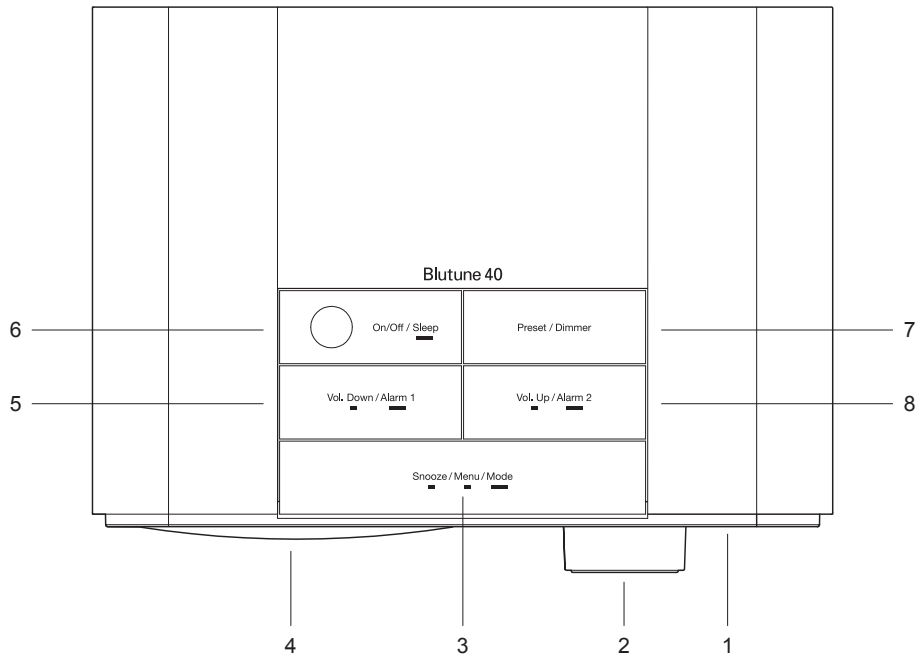 Blutune 40
6 On/Off / Sleep Preset / Dimmer 7
5 Vol. Down / Alarm 1 Vol. Up / Alarm 2 8
Snooze / Menu / Mode
4 3 2 1